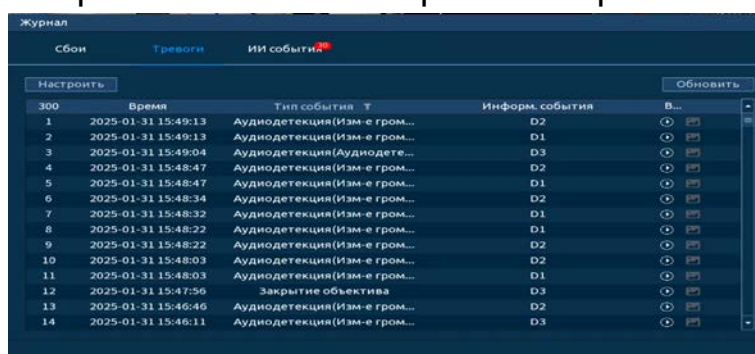 Журнал
Сбои Тревоги ИИ события 30
Настроить Обновить
300 Время Тип события Информ. события В...
1 2025-01-31 15:49:13 Аудиодетекция(Изм-е гром... D2
2 2025-01-31 15:49:13 Аудиодетекция(Изм-е гром... D1
3 2025-01-31 15:49:04 Аудиодетекция(Аудиодете... D3
4 2025-01-31 15:48:47 Аудиодетекция(Изм-е гром... D2
5 2025-01-31 15:48:47 Аудиодетекция(Изм-е гром... D1
6 2025-01-31 15:48:34 Аудиодетекция(Изм-е гром... D2
7 2025-01-31 15:48:32 Аудиодетекция(Изм-е гром... D1
8 2025-01-31 15:48:22 Аудиодетекция(Изм-е гром... D1
9 2025-01-31 15:48:22 Аудиодетекция(Изм-е гром... D2
10 2025-01-31 15:48:03 Аудиодетекция(Изм-е гром... D2
11 2025-01-31 15:48:03 Аудиодетекция(Изм-е гром... D1
12 2025-01-31 15:47:56 Закрытие объектива D3
13 2025-01-31 15:46:46 Аудиодетекция(Изм-е гром... D2
14 2025-01-31 15:46:11 Аудиодетекция(Изм-е гром... D3